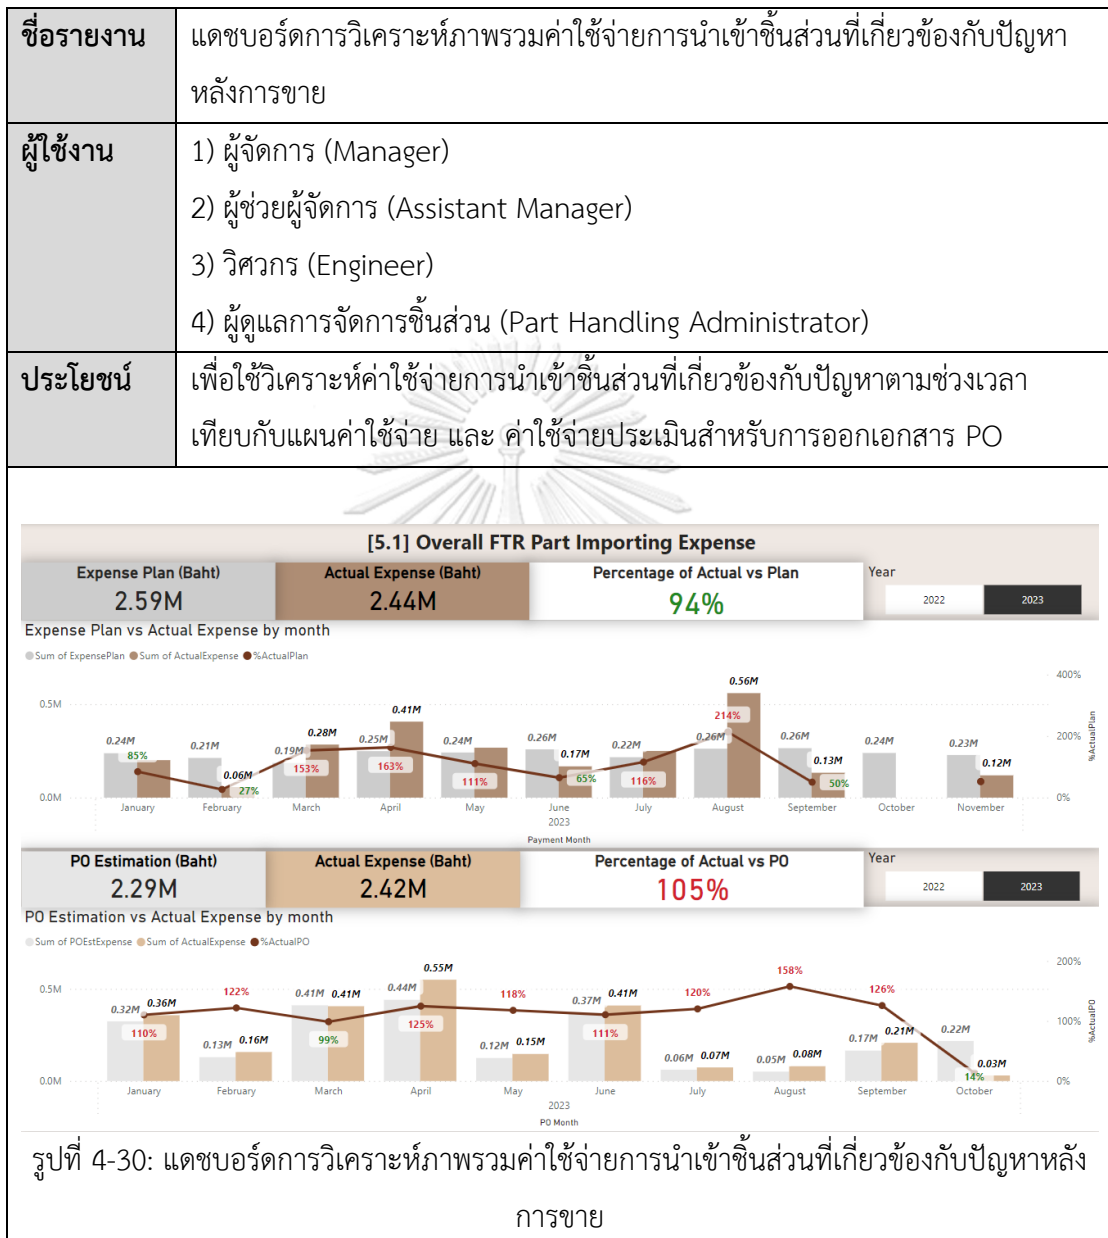 ชื่อรายงาน
แดชบอร์ดการวิเคราะห์ภาพรวมค่าใช้จ่ายการนำเข้าชิ้นส่วนที่เกี่ยวข้องกับปัญหา
หลังการขาย
ผู้ใช้งาน
1) ผู้จัดการ (Manager)
2) ผู้ช่วยผู้จัดการ (Assistant Manager)
3) วิศวกร (Engineer)
4) ผู้ดูแลการจัดการชิ้นส่วน (Part Handling Administrator)
ประโยชน์
เพื่อใช้วิเคราะห์ค่าใช้จ่ายการนำเข้าชิ้นส่วนที่เกี่ยวข้องกับปัญหาตามช่วงเวลา
เทียบกับแผนค่าใช้จ่าย และ ค่าใช้จ่ายประเมินสำหรับการออกเอกสาร PO
[5.1] Overall FTR Part Importing Expense
Expense Plan (Baht) Actual Expense (Baht) Percentage of Actual vs Plan Year
2.59M 2.44M 94% 2022 2023
Expense Plan vs Actual Expense by month
Sum of ExpensePlan Sum of ActualExpense %ActualPlan
400%
0.5M
200%
0.0M
0%
%ActualPlan
0.24M 85%
0.21M 0.06M 27%
0.19M 0.28M 153%
0.25M 0.41M 163%
0.24M 111%
0.26M 0.17M 65%
0.22M 116%
0.26M 0.56M 214%
0.26M 0.13M 50%
0.24M
0.23M 0.12M
January February March April May June July August September October November
2023
Payment Month
PO Estimation (Baht) Actual Expense (Baht) Percentage of Actual vs PO Year
2.29M 2.42M 105% 2022 2023
PO Estimation vs Actual Expense by month
Sum of POEstExpense Sum of ActualExpense %ActualPO
200%
0.5M
100%
0.0M
0%
%ActualPO
0.32M 0.36M 110%
0.13M 0.16M 122%
0.41M 0.41M 99%
0.44M 0.55M 125%
0.12M 0.15M 118%
0.37M 0.41M 111%
0.06M 0.07M 120%
0.05M 0.08M 158%
0.17M 0.21M 126%
0.22M 0.03M 14%
January February March April May June July August September October
2023
PO Month
รูปที่ 4-30: แดชบอร์ดการวิเคราะห์ภาพรวมค่าใช้จ่ายการนำเข้าชิ้นส่วนที่เกี่ยวข้องกับปัญหาหลัง
การขาย